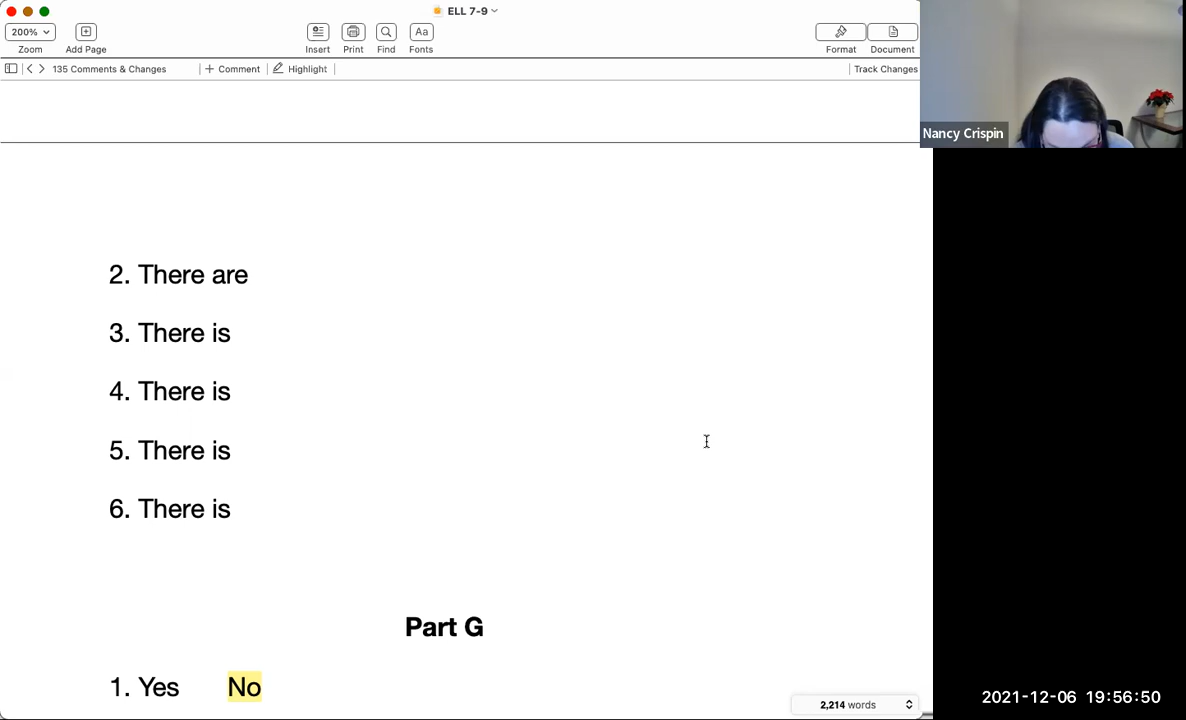 ELL 7-9
200%
Zoom
Add Page
Insert
Print
Find
Aa
Fonts
Format
Document
135 Comments & Changes
+ Comment
Highlight
Track Changes
Nancy Crispin
2. There are
3. There is
4. There is
5. There is
6. There is
Part G
1. Yes No
2,214 words
2021-12-06 19:56:50